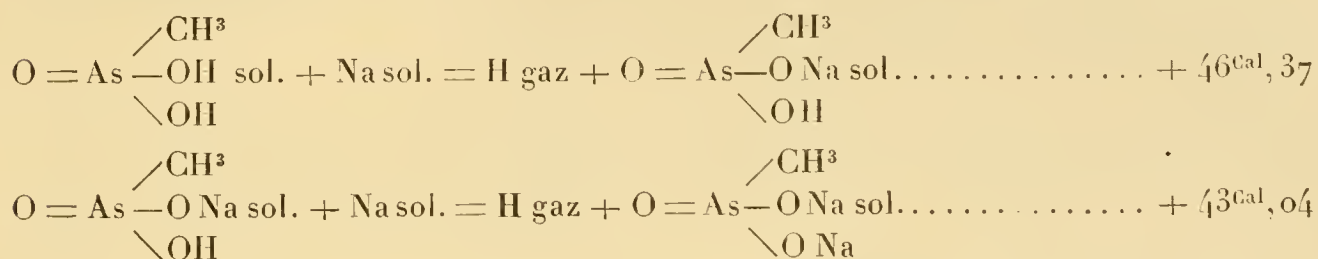 CH³
O = As — OH sol. + Na sol. = H gaz + O = As — O Na sol. + 46Cal,37
OH OH
CH³ CH³
O = As — O Na sol. + Na sol. = H gaz + O = As — O Na sol. + 43Cal,04
OH O Na